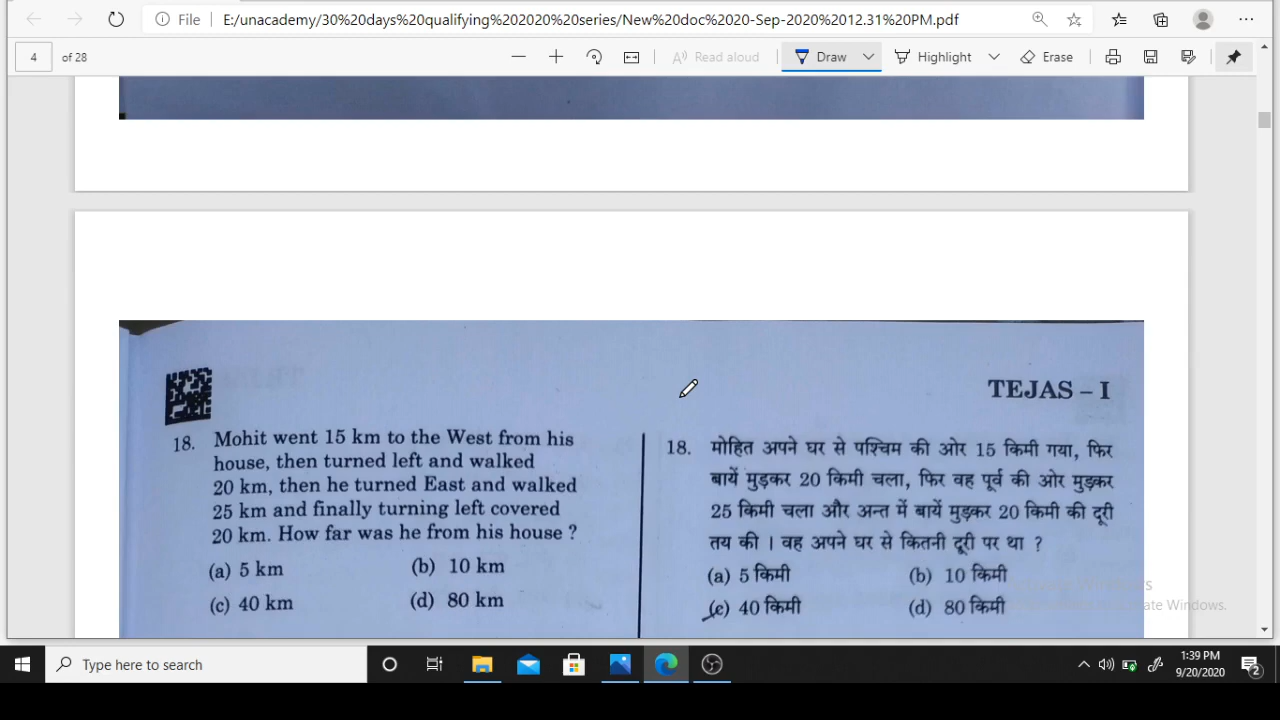 File
E:/unacademy/30%20days%20qualifying%202020%20series/New%20doc%2020-Sep-2020%2012.31%20PM.pdf
4 of 28
Read aloud
Draw
Highlight
Erase
TEJAS – I
18. Mohit went 15 km to the West from his
house, then turned left and walked
20 km, then he turned East and walked
25 km and finally turning left covered
20 km. How far was he from his house ?
(a) 5 km (b) 10 km
(c) 40 km (d) 80 km
18. मोहित अपने घर से पश्चिम की ओर 15 किमी गया, फिर
बायें मुड़कर 20 किमी चला, फिर वह पूर्व की ओर मुड़कर
25 किमी चला और अन्त में बायें मुड़कर 20 किमी की दूरी
तय की । वह अपने घर से कितनी दूरी पर था ?
(a) 5 किमी (b) 10 किमी
(c) 40 किमी (d) 80 किमी
ate Windows.
Type here to search
1:39 PM
9/20/2020
2